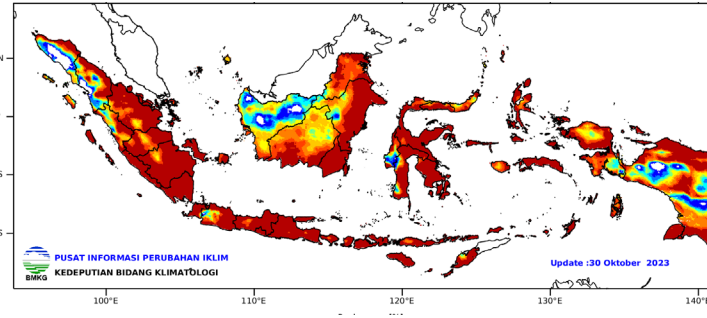 N
S
S
PUSAT INFORMASI PERUBAHAN IKLIM
KEDEPUTIAN BIDANG KLIMATOLOGI
BMKG
Update :30 Oktober 2023
100°E
110°E
120°E
130°E
140°